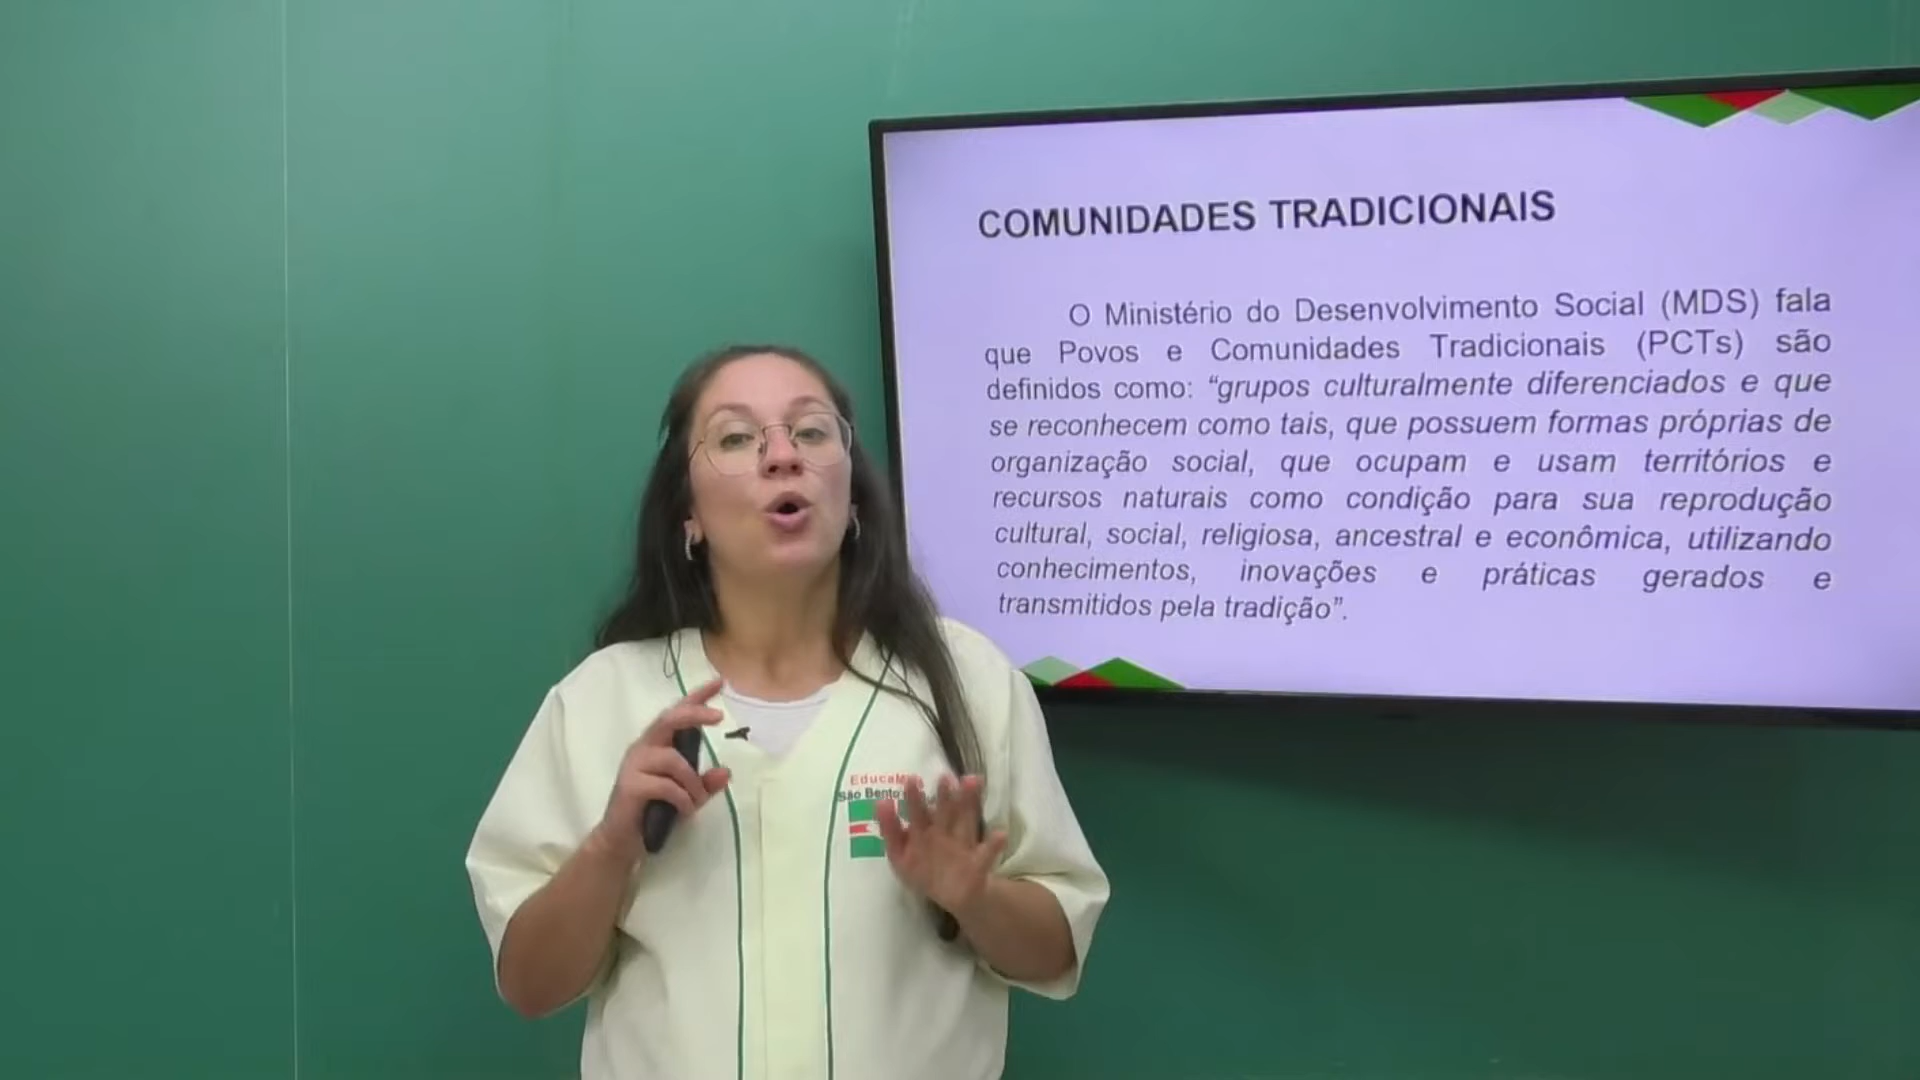 COMUNIDADES TRADICIONAIS
O Ministério do Desenvolvimento Social (MDS) fala
que Povos e Comunidades Tradicionais (PCTs) são
definidos como: “grupos culturalmente diferenciados e que
se reconhecem como tais, que possuem formas próprias de
organização social, que ocupam e usam territórios e
recursos naturais como condição para sua reprodução
cultural, social, religiosa, ancestral e econômica, utilizando
conhecimentos, inovações e práticas gerados e
transmitidos pela tradição”.
São Bento